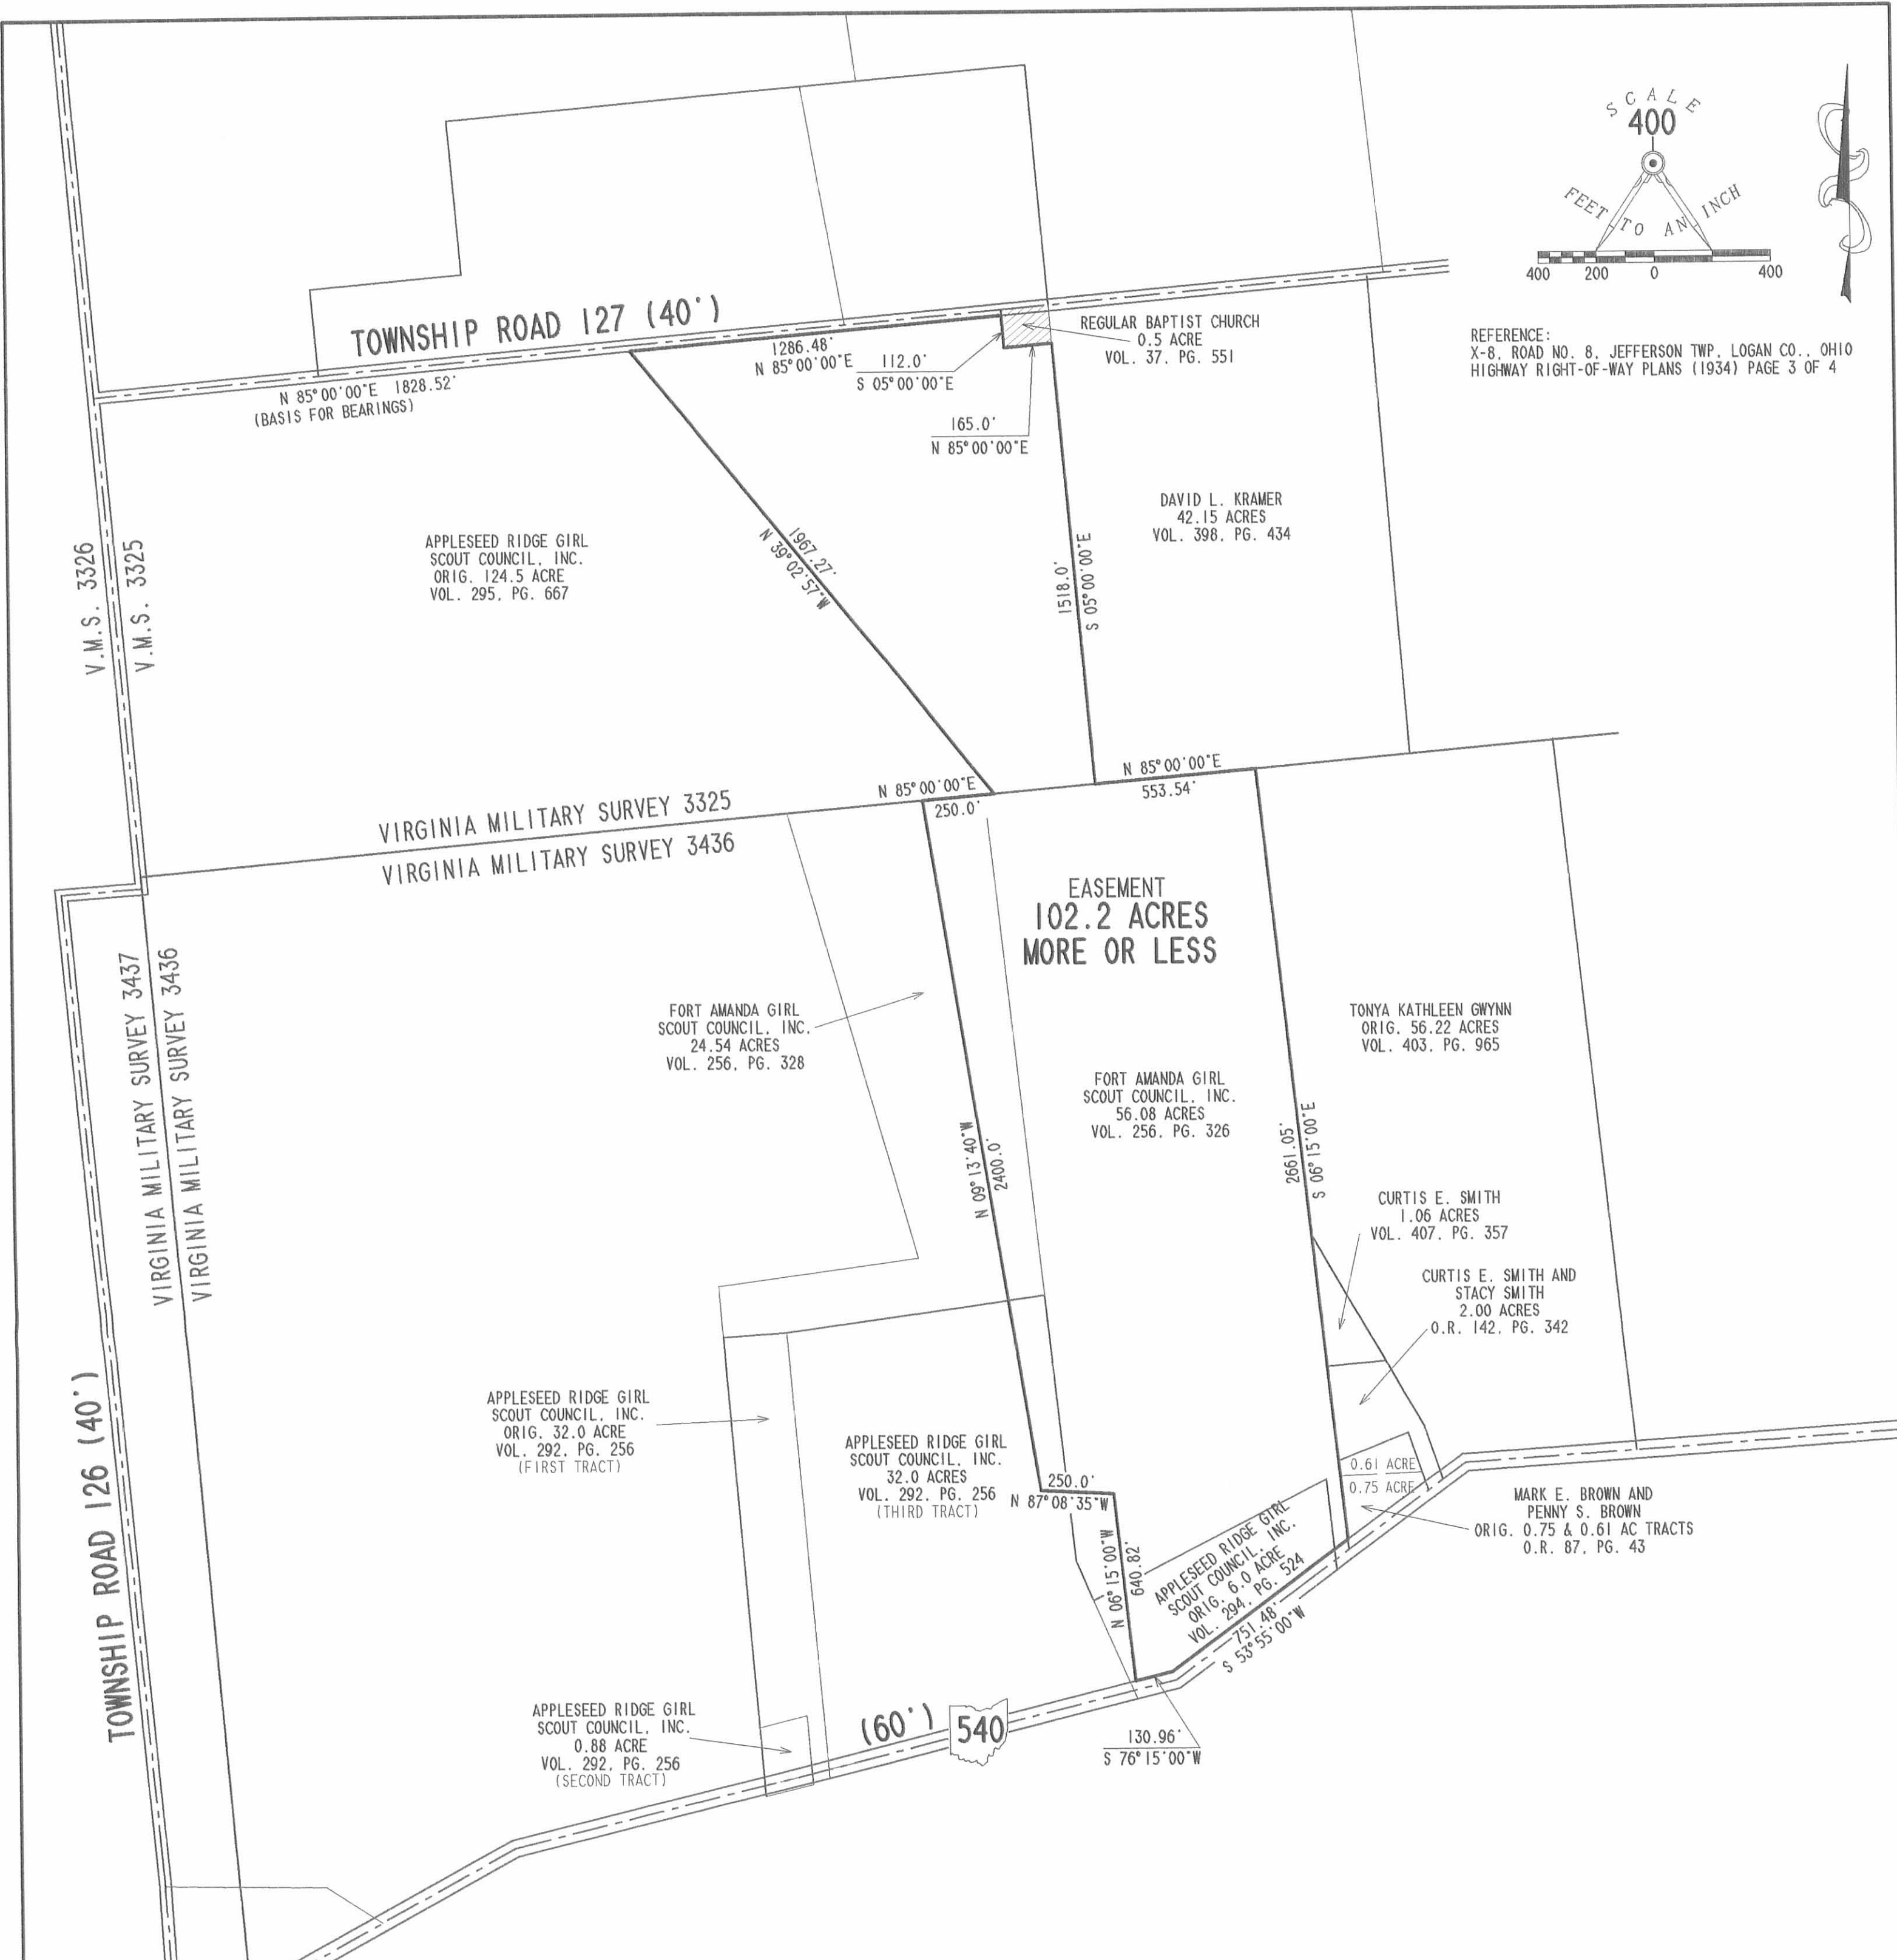 SCALE
400
FEET TO AN INCH
400 200 0 400
REFERENCE:
X-8, ROAD NO. 8, JEFFERSON TWP, LOGAN CO., OHIO
HIGHWAY RIGHT-OF-WAY PLANS (1934) PAGE 3 OF 4
TOWNSHIP ROAD 127 (40')
N 85°00'00"E 1828.52'
(BASIS FOR BEARINGS)
1286.48'
N 85°00'00"E
112.0'
S 05°00'00"E
165.0'
N 85°00'00"E
REGULAR BAPTIST CHURCH
0.5 ACRE
VOL. 37, PG. 551
DAVID L. KRAMER
42.15 ACRES
VOL. 398, PG. 434
APPLESEED RIDGE GIRL
SCOUT COUNCIL, INC.
ORIG. 124.5 ACRE
VOL. 295, PG. 667
1967.27'
N 39°02'57"W
1518.0'
S 05°00'00"E
V.M.S. 3326
V.M.S. 3325
N 85°00'00"E
250.0'
N 85°00'00"E
553.54'
VIRGINIA MILITARY SURVEY 3325
VIRGINIA MILITARY SURVEY 3436
EASEMENT
102.2 ACRES
MORE OR LESS
VIRGINIA MILITARY SURVEY 3437
VIRGINIA MILITARY SURVEY 3436
FORT AMANDA GIRL
SCOUT COUNCIL, INC.
24.54 ACRES
VOL. 256, PG. 328
TONYA KATHLEEN GWYNN
ORIG. 56.22 ACRES
VOL. 403, PG. 965
FORT AMANDA GIRL
SCOUT COUNCIL, INC.
56.08 ACRES
VOL. 256, PG. 326
N 09°13'40"W
2400.0'
2661.05'
S 06°15'00"E
CURTIS E. SMITH
1.06 ACRES
VOL. 407, PG. 357
CURTIS E. SMITH AND
STACY SMITH
2.00 ACRES
O.R. 142, PG. 342
TOWNSHIP ROAD 126 (40')
APPLESEED RIDGE GIRL
SCOUT COUNCIL, INC.
ORIG. 32.0 ACRE
VOL. 292, PG. 256
(FIRST TRACT)
APPLESEED RIDGE GIRL
SCOUT COUNCIL, INC.
32.0 ACRES
VOL. 292, PG. 256
(THIRD TRACT)
250.0'
N 87°08'35"W
0.61 ACRE
0.75 ACRE
MARK E. BROWN AND
PENNY S. BROWN
ORIG. 0.75 & 0.61 AC TRACTS
O.R. 87, PG. 43
N 06°15'00"W
640.82'
APPLESEED RIDGE GIRL
SCOUT COUNCIL, INC.
ORIG. 6.0 ACRE
VOL. 294, PG. 524
751.48'
S 53°55'00"W
APPLESEED RIDGE GIRL
SCOUT COUNCIL, INC.
0.88 ACRE
VOL. 292, PG. 256
(SECOND TRACT)
(60')
540
130.96'
S 76°15'00"W